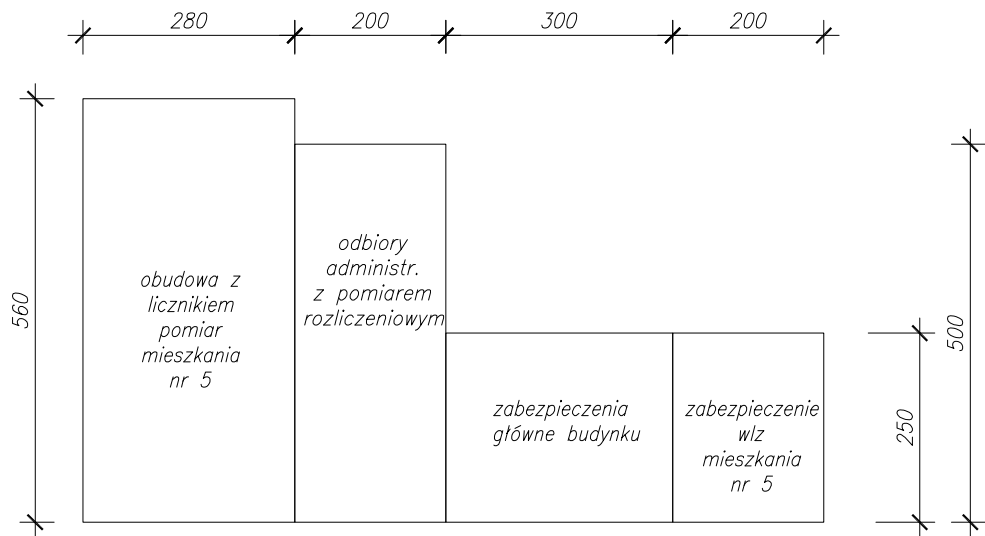 280
200
300
200
560
obudowa z
licznikiem
pomiar
mieszkania
nr 5
odbiory
administr.
z pomiarem
rozliczeniowym
zabezpieczenia
główne budynku
zabezpieczenie
wlz
mieszkania
nr 5
250
500